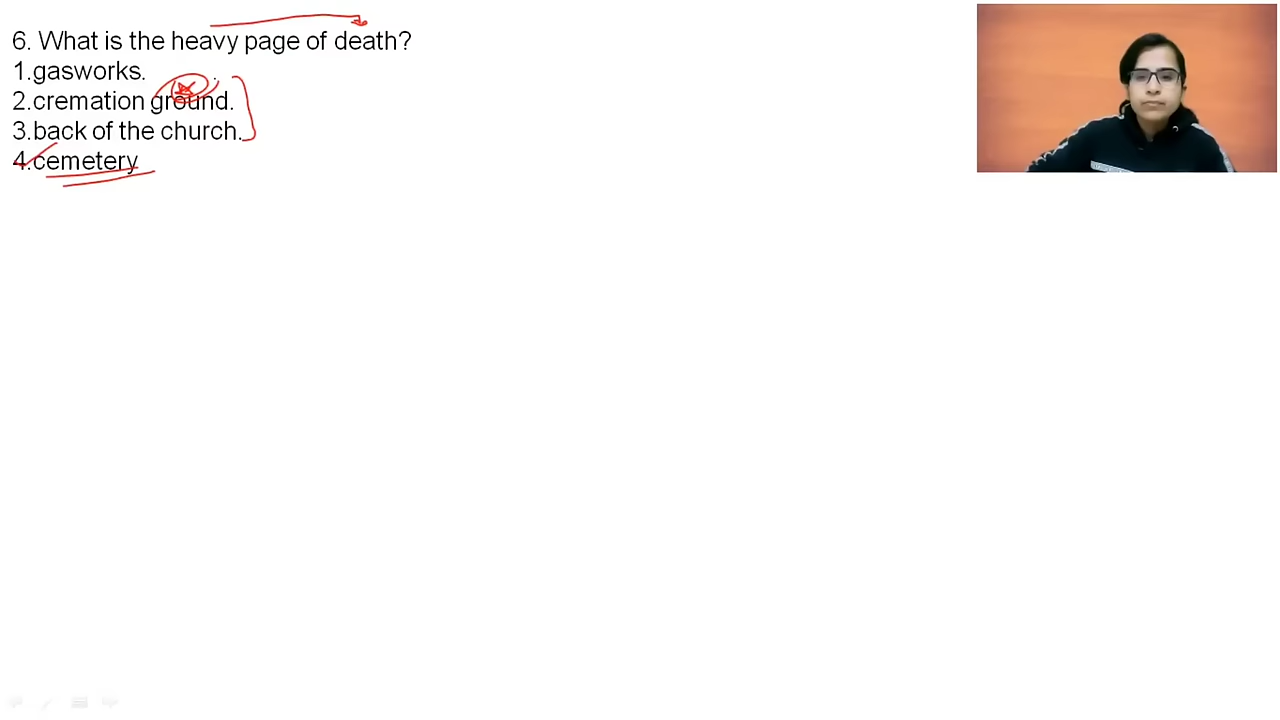 6. What is the heavy page of death?
1.gasworks.
2.cremation ground.
3.back of the church.
4.cemetery